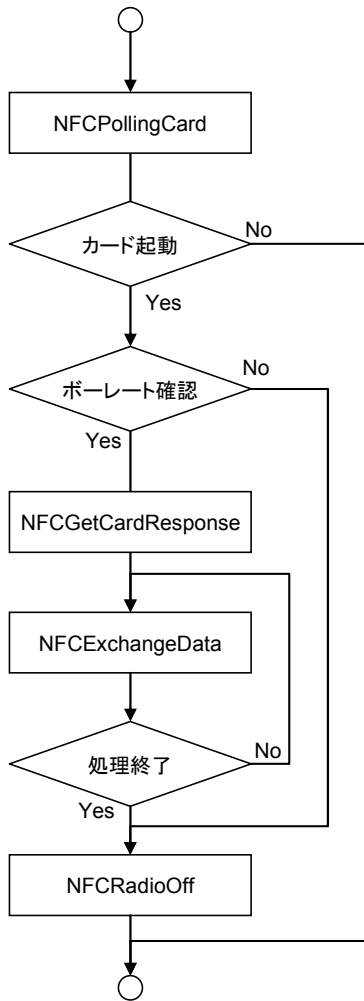 NFCPollingCard
カード起動
No
Yes
ボーレート確認
No
Yes
NFCGetCardResponse
NFCExchangeData
処理終了
No
Yes
NFCRadioOff